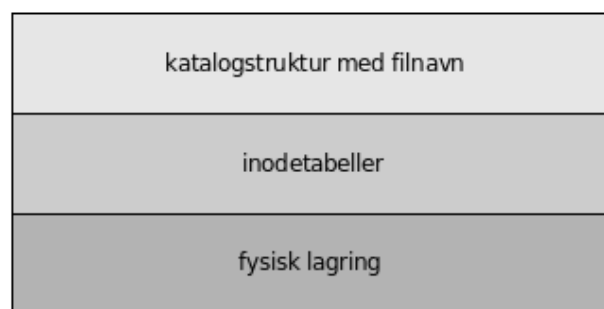 katalogstruktur med filnavn
inodetabeller
fysisk lagring